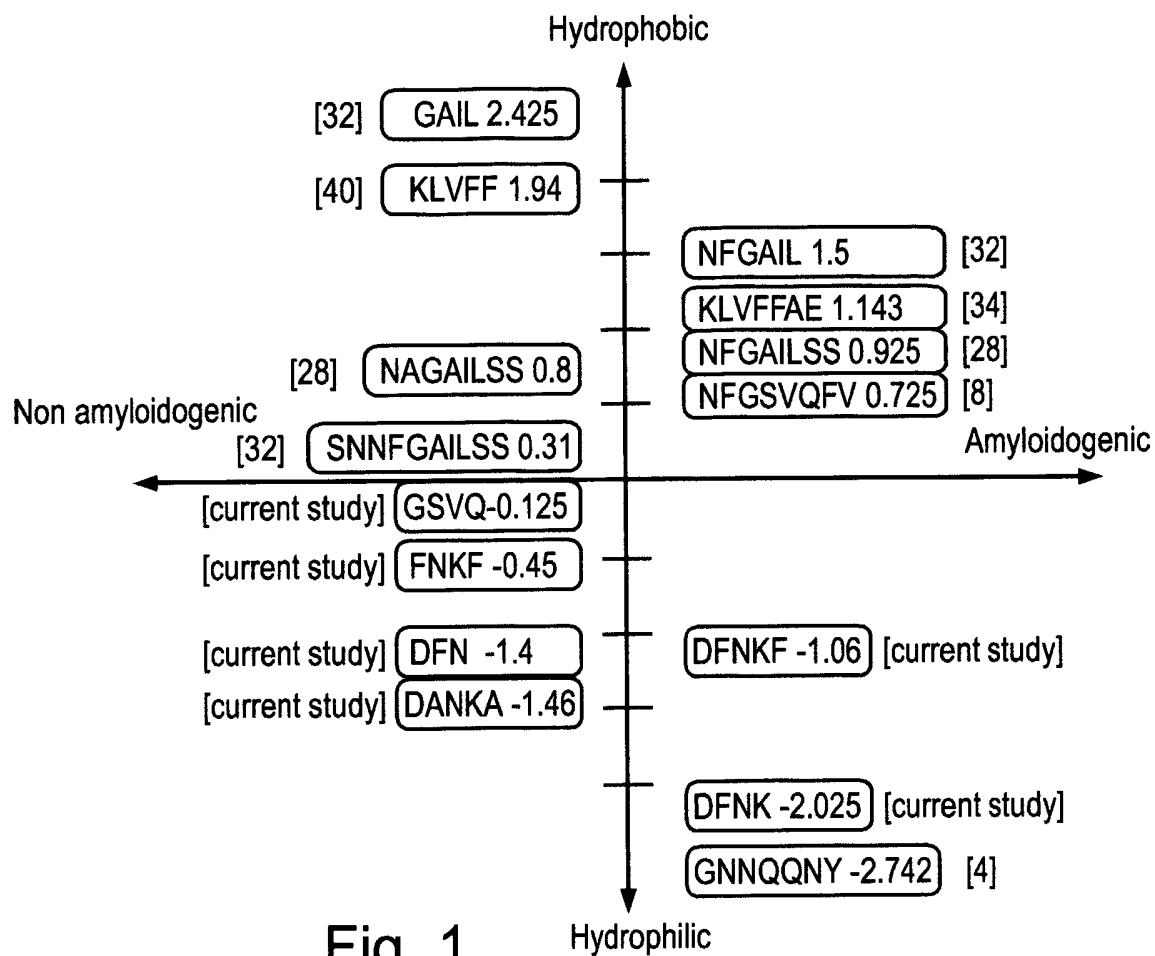 Hydrophobic
[32] GAIL 2.425
[40] KLVFF 1.94
NFGAIL 1.5 [32]
KLVFFAE 1.143 [34]
NFGAILSS 0.925 [28]
[28] NAGAILSS 0.8
NFGSVQFV 0.725 [8]
Non amyloidogenic
Amyloidogenic
[32] SNNFGAILSS 0.31
[current study] GSVQ-0.125
[current study] FNKF -0.45
[current study] DFN -1.4
DFNKF -1.06 [current study]
[current study] DANKA -1.46
DFNK -2.025 [current study]
GNNQQNY -2.742 [4]
Fig. 1
Hydrophilic